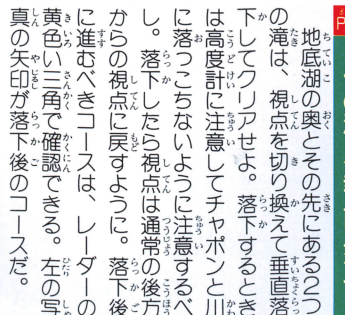 地底湖の奥とその先にある2つ
の滝は、視点を切り換えて垂直落
下してクリアせよ。落下するとき
は高度計に注意してチャポンと川
に落っこちないように注意するべ
し。落下したら視点は通常の後方
からの視点に戻すように。落下後
に進むべきコースは、レーダーの
黄色い三角で確認できる。左の写
真の矢印が落下後のコースだ。